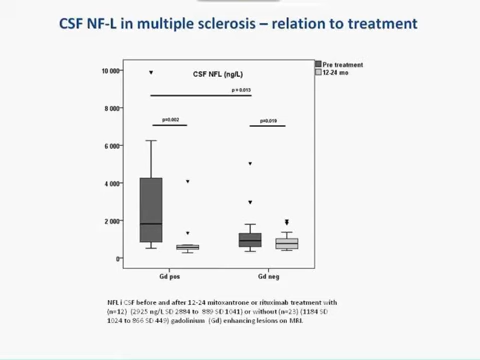 CSF NF-L in multiple sclerosis – relation to treatment
CSF NFL (ng/L)
Pre treatment
12-24 mo
10 000
8 000
6 000
4 000
2 000
0
p = 0.013
p=0.002
p=0.019
Gd pos
Gd neg
NFL i CSF before and after 12-24 mitoxantrone or rituximab treatment with
(n=12) (2925 ng/L SD 2884 to 889 SD 1041) or without (n=23) (1184 SD
1024 to 866 SD 449) gadolinium (Gd) enhancing lesions on MRI.